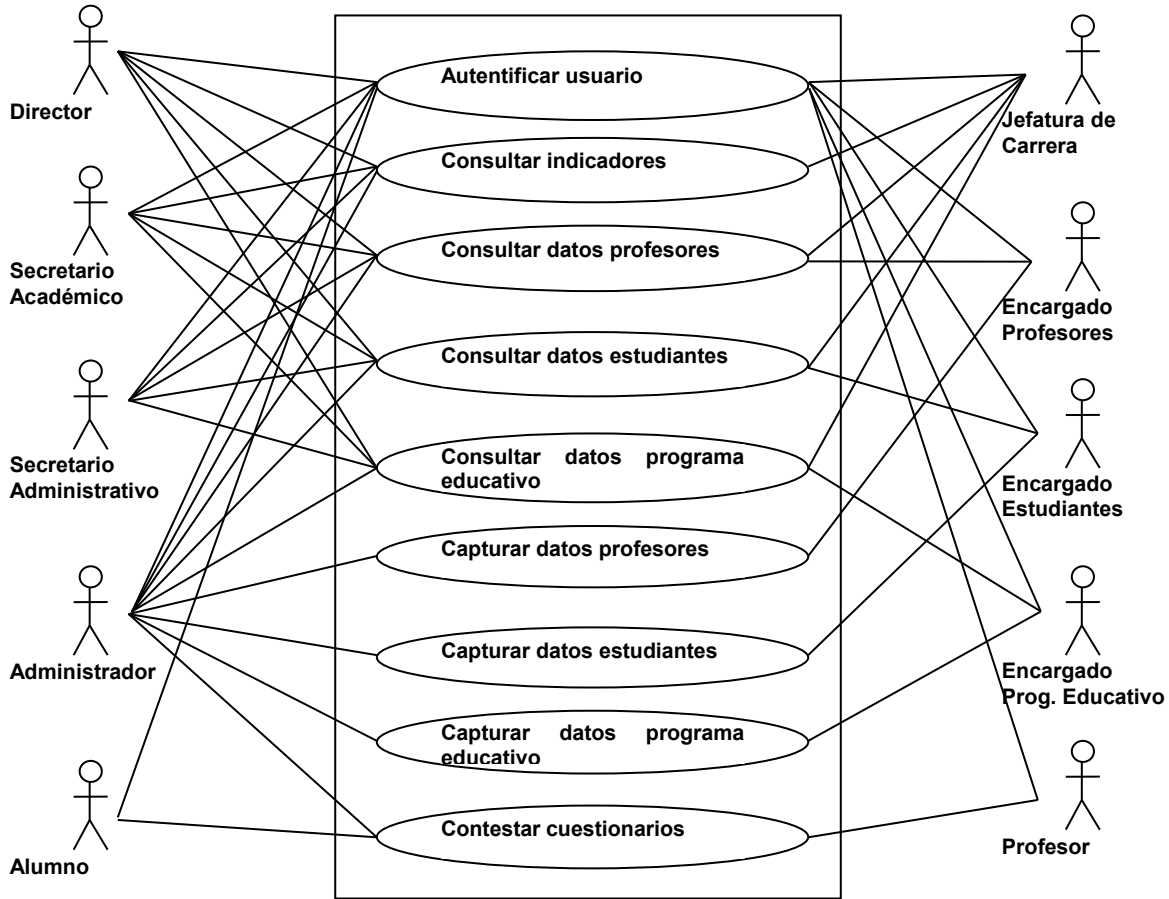 Director
Secretario
Académico
Secretario
Administrativo
Administrador
Alumno
Autentificar usuario
Consultar indicadores
Consultar datos profesores
Consultar datos estudiantes
Consultar datos programa
educativo
Capturar datos profesores
Capturar datos estudiantes
Capturar datos programa
educativo
Contestar cuestionarios
Jefatura de
Carrera
Encargado
Profesores
Encargado
Estudiantes
Encargado
Prog. Educativo
Profesor